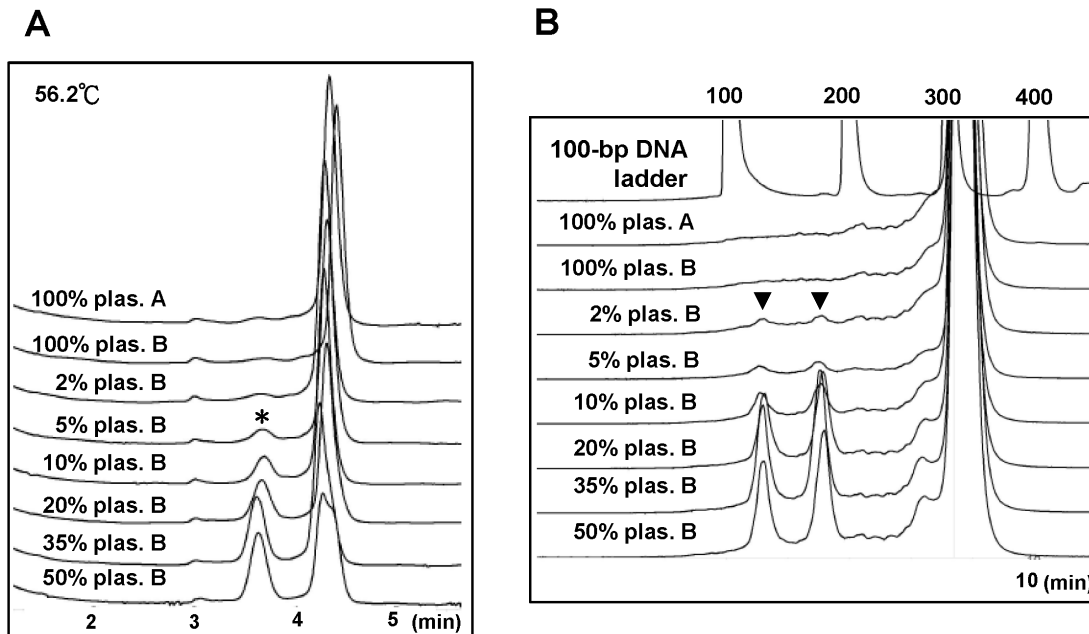 A
56.2℃
100% plas. A
100% plas. B
2% plas. B
5% plas. B
*
10% plas. B
20% plas. B
35% plas. B
50% plas. B
2 3 4 5 (min)
B
100 200 300 400
100-bp DNA
ladder
100% plas. A
100% plas. B
2% plas. B
5% plas. B
10% plas. B
20% plas. B
35% plas. B
50% plas. B
10 (min)